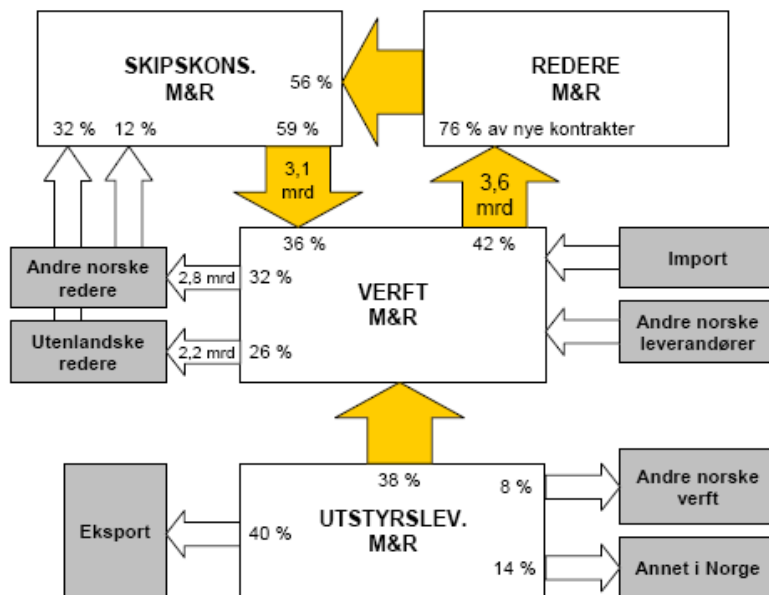 SKIPSKONS.
M&R
56 %
32 %
12 %
59 %
REDERE
M&R
76 % av nye kontrakter
3,1
mrd
3,6
mrd
36 %
42 %
Andre norske
redere
2,8 mrd
32 %
VERFT
M&R
Import
Utenlandske
redere
2,2 mrd
26 %
Andre norske
leverandører
38 %
8 %
Andre norske
verft
Eksport
40 %
UTSTYRSLEV.
M&R
14 %
Annet i Norge